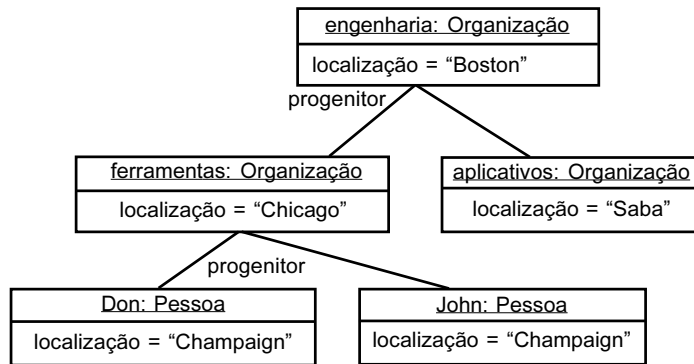 engenharia: Organização
localização = “Boston”
progenitor
ferramentas: Organização
localização = “Chicago”
aplicativos: Organização
localização = “Saba”
progenitor
Don: Pessoa
localização = “Champaign”
John: Pessoa
localização = “Champaign”